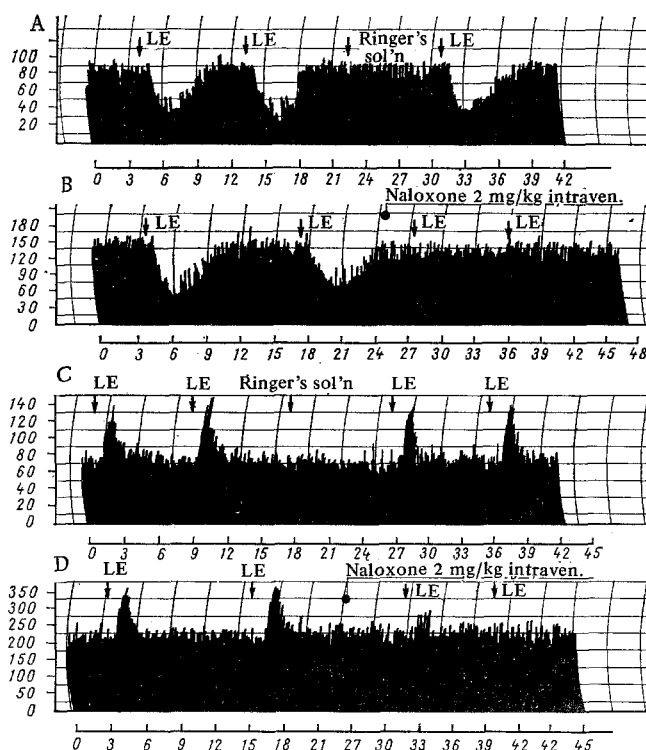 A
LE
LE
Ringer's
sol'n
LE
100
80
60
40
20
0 3 6 9 12 15 18 21 24 27 30 33 36 39 42
B
Naloxone 2 mg/kg intraven.
LE
LE
LE
LE
180
150
120
90
60
30
0
0 3 6 9 12 15 18 21 24 27 30 33 36 39 42 45 48
C
LE
LE
Ringer's sol'n
LE
LE
140
120
100
80
60
40
20
0
0 3 6 9 12 15 18 21 24 27 30 33 36 39 42 45
D
LE
LE
Naloxone 2 mg/kg intraven.
LE
LE
350
300
250
200
150
100
50
0
0 3 6 9 12 15 18 21 24 27 30 33 39 42 42 45